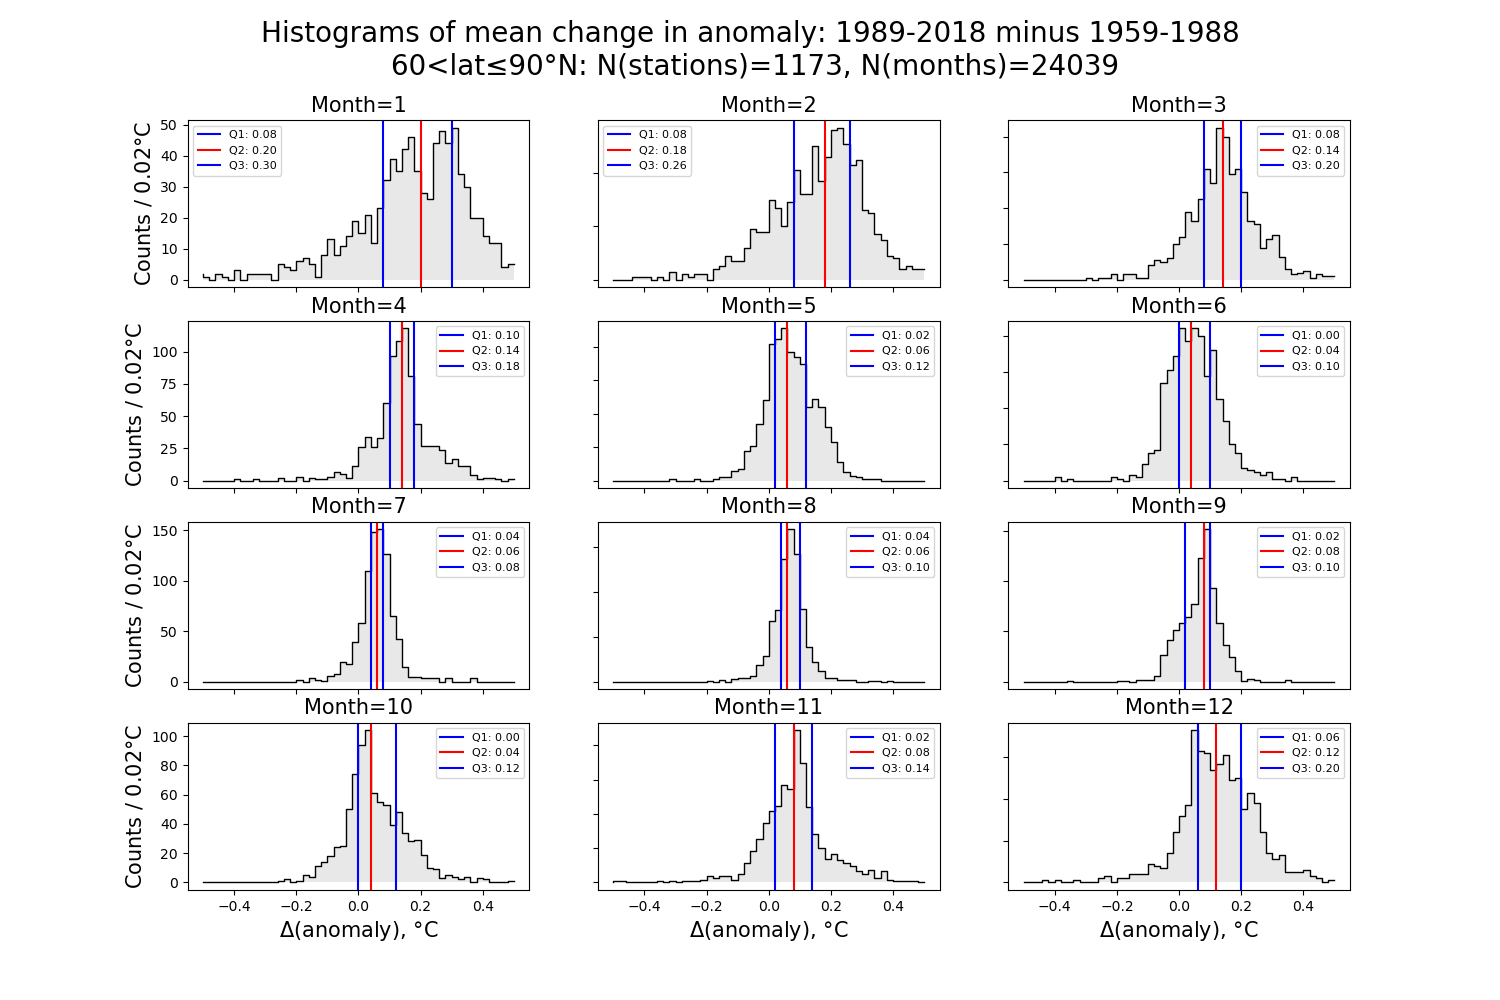 Histograms of mean change in anomaly: 1989-2018 minus 1959-1988
60<lat≤90°N: N(stations)=1173, N(months)=24039
Month=1
Counts / 0.02°C
50
40
30
20
10
0
Q1: 0.08
Q2: 0.20
Q3: 0.30
Month=2
Q1: 0.08
Q2: 0.18
Q3: 0.26
Month=3
Q1: 0.08
Q2: 0.14
Q3: 0.20
Month=4
Counts / 0.02°C
100
75
50
25
0
Q1: 0.10
Q2: 0.14
Q3: 0.18
Month=5
Q1: 0.02
Q2: 0.06
Q3: 0.12
Month=6
Q1: 0.00
Q2: 0.04
Q3: 0.10
Month=7
Counts / 0.02°C
150
100
50
0
Q1: 0.04
Q2: 0.06
Q3: 0.08
Month=8
Q1: 0.04
Q2: 0.06
Q3: 0.10
Month=9
Q1: 0.02
Q2: 0.08
Q3: 0.10
Month=10
Counts / 0.02°C
100
80
60
40
20
0
Q1: 0.00
Q2: 0.04
Q3: 0.12
−0.4 −0.2 0.0 0.2 0.4
Δ(anomaly), °C
Month=11
Q1: 0.02
Q2: 0.08
Q3: 0.14
−0.4 −0.2 0.0 0.2 0.4
Δ(anomaly), °C
Month=12
Q1: 0.06
Q2: 0.12
Q3: 0.20
−0.4 −0.2 0.0 0.2 0.4
Δ(anomaly), °C